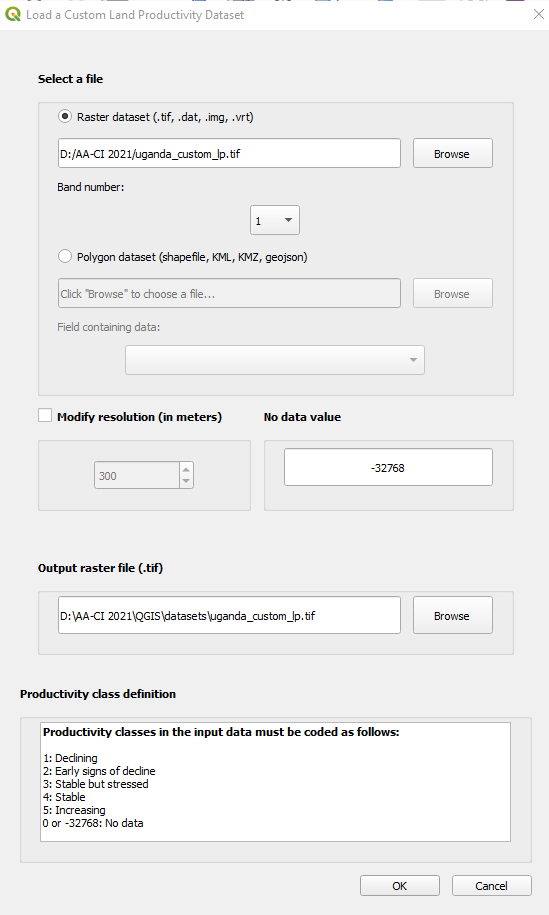 Load a Custom Land Productivity Dataset
Select a file
Raster dataset (.tif, .dat, .img, .vrt)
D:/AA-CI 2021/uganda_custom_lp.tif
Browse
Band number:
1
Polygon dataset (shapefile, KML, KMZ, geojson)
Click "Browse" to choose a file...
Browse
Field containing data:
Modify resolution (in meters)
No data value
300
-32768
Output raster file (.tif)
D:\AA-CI 2021\QGIS\datasets\uganda_custom_lp.tif
Browse
Productivity class definition
Productivity classes in the input data must be coded as follows:
1: Declining
2: Early signs of decline
3: Stable but stressed
4: Stable
5: Increasing
0 or -32768: No data
OK
Cancel